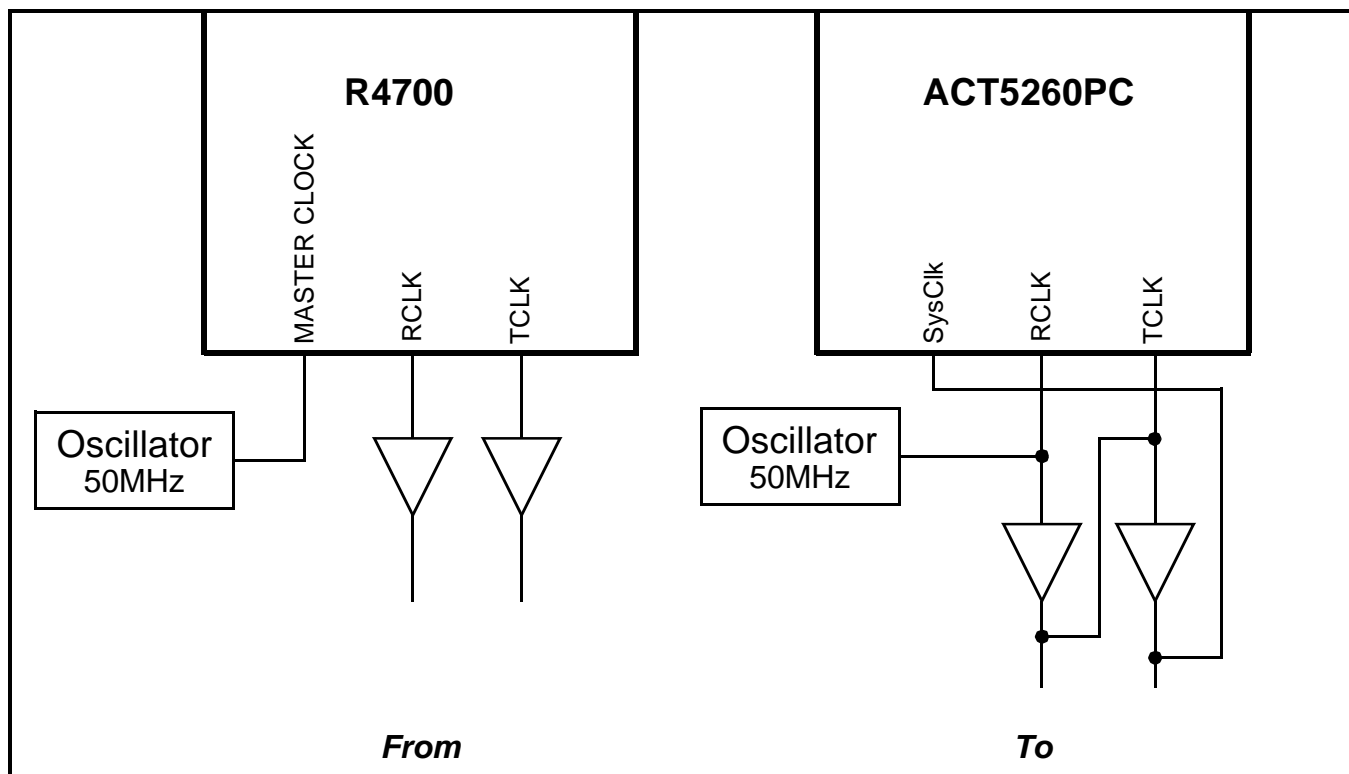 R4700
MASTER CLOCK
RCLK
TCLK
Oscillator
50MHz
From
ACT5260PC
SysClk
RCLK
TCLK
Oscillator
50MHz
To